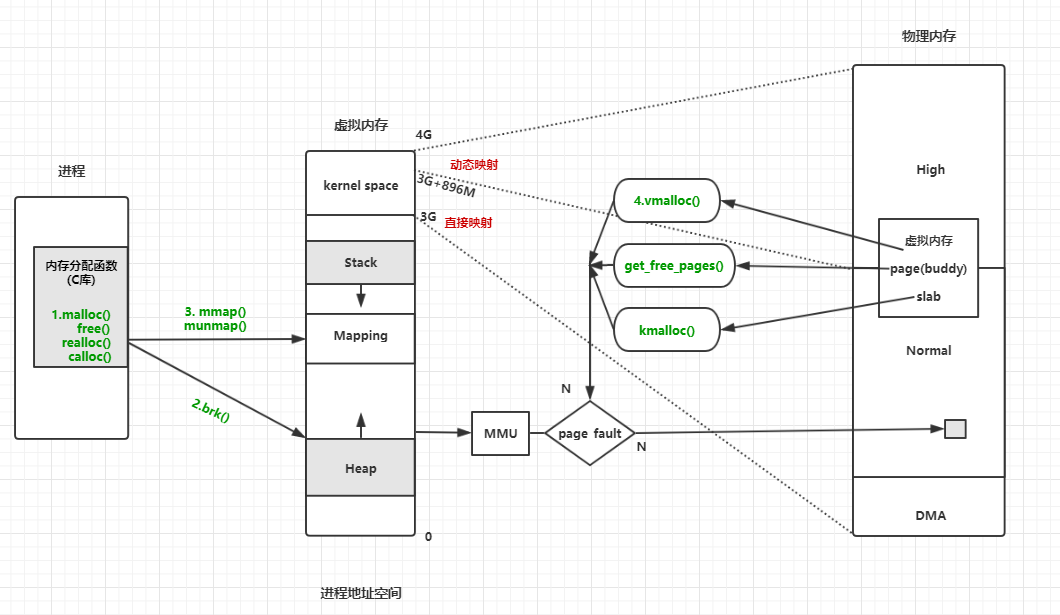 物理内存
虚拟内存
4G
进程
kernel space
动态映射
3G+896M
High
3G
直接映射
4.vmalloc()
内存分配函数
(C库)
Stack
get_free_pages()
虚拟内存
page(buddy)
slab
1.malloc()
free()
realloc()
calloc()
3. mmap()
munmap()
Mapping
kmalloc()
Normal
2.brk()
N
MMU
page fault
N
Heap
DMA
0
进程地址空间